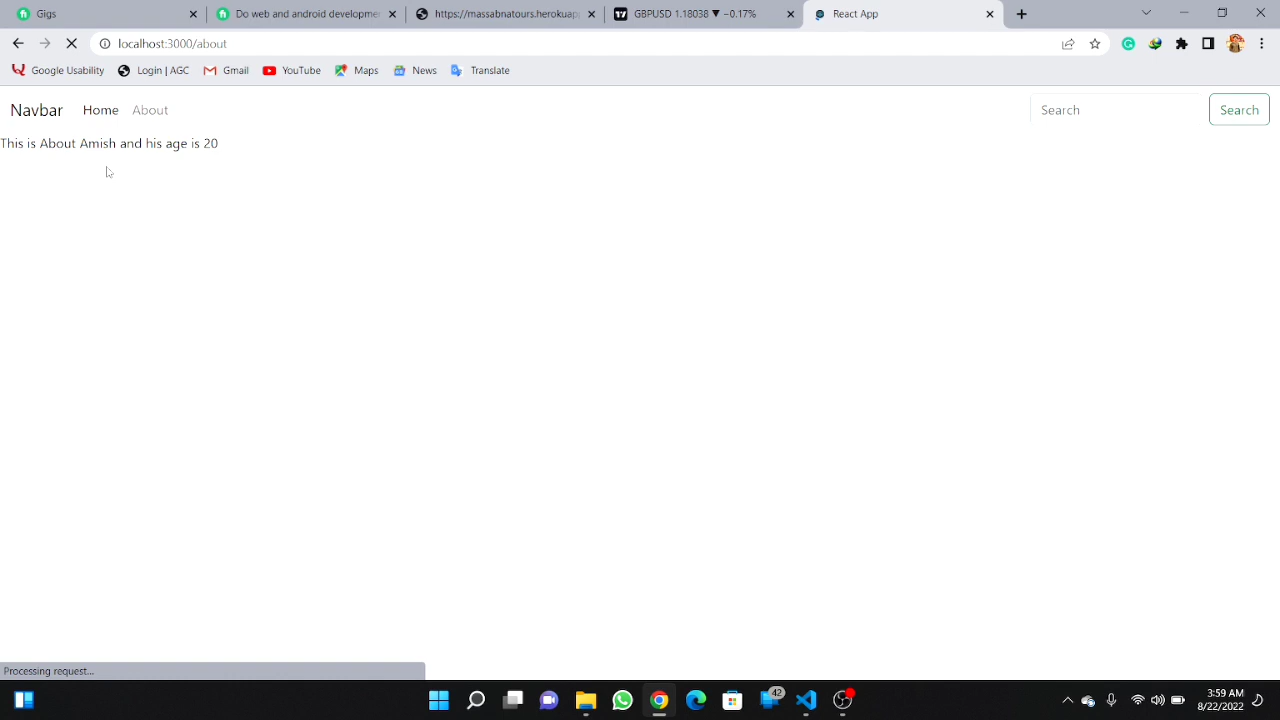 Gigs
Do web and android developme
https://massabnatours.herokuap
GBPUSD 1.18038 ▼ −0.17%
React App
localhost:3000/about
Google Usability
Login | AGC
Gmail
YouTube
Maps
News
Translate
Navbar
Home
About
Search
Search
This is About Amish and his age is 20
Processing request...
42
3:59 AM
8/22/2022